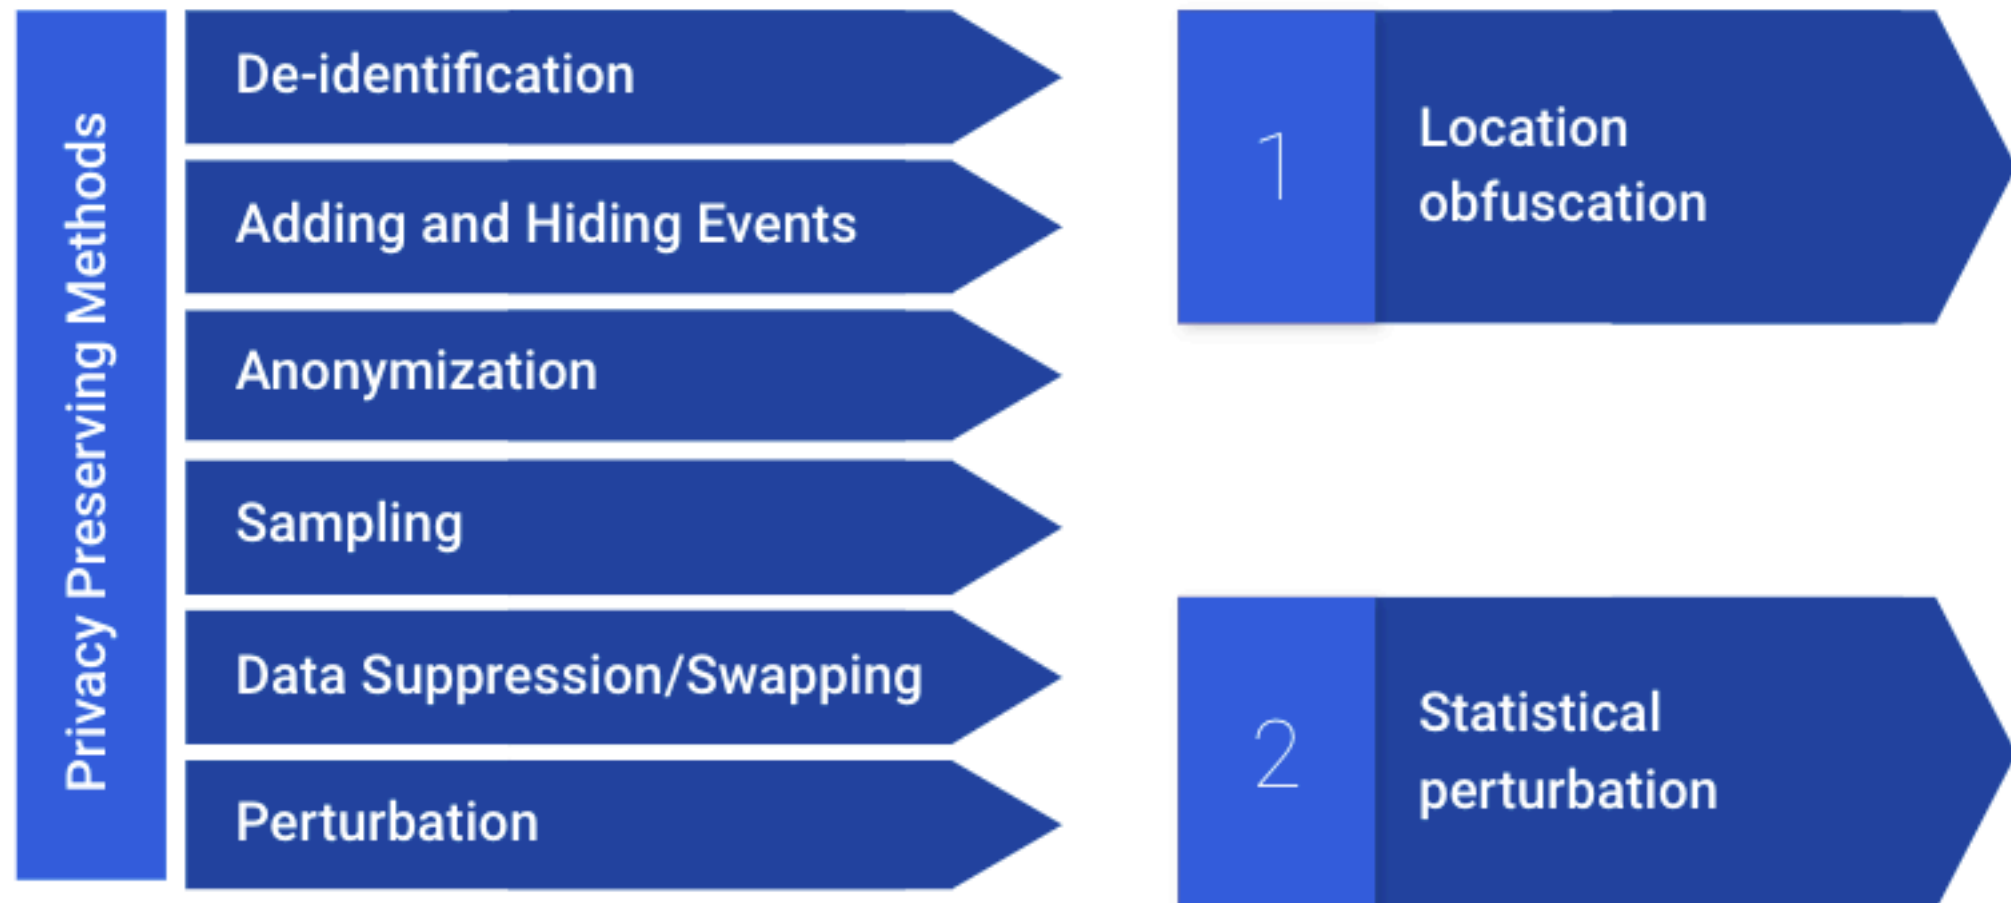 Privacy Preserving Methods
De-identification
Adding and Hiding Events
Anonymization
Sampling
Data Suppression/Swapping
Perturbation
1
Location
obfuscation
2
Statistical
perturbation